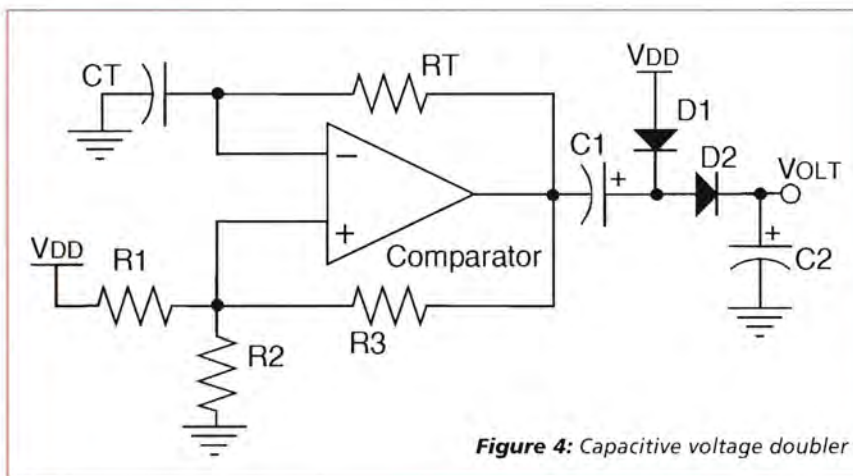 CT
RT
VDD
D1
C1
+
D2
VOLT
−
+
Comparator
+
C2
VDD
R1
R3
R2
Figure 4: Capacitive voltage doubler